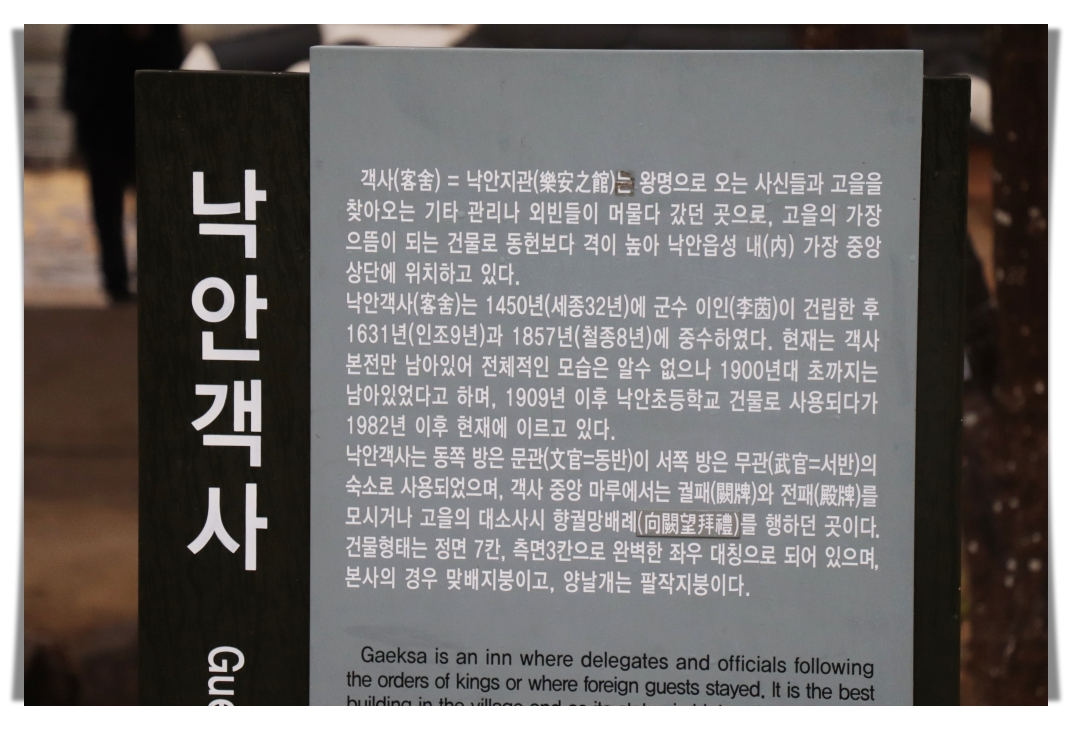 낙안객사
Gue
객사(客舍) = 낙안지관(樂安之館)는 왕명으로 오는 사신들과 고을을
찾아오는 기타 관리나 외빈들이 머물다 갔던 곳으로, 고을의 가장
으뜸이 되는 건물로 동헌보다 격이 높아 낙안읍성 내(內) 가장 중앙
상단에 위치하고 있다.
낙안객사(客舍)는 1450년(세종32년)에 군수 이인(李茵)이 건립한 후
1631년(인조9년)과 1857년(철종8년)에 중수하였다. 현재는 객사
본전만 남아있어 전체적인 모습은 알수 없으나 1900년대 초까지는
남아있었다고 하며, 1909년 이후 낙안초등학교 건물로 사용되다가
1982년 이후 현재에 이르고 있다.
낙안객사는 동쪽 방은 문관(文官=동반)이 서쪽 방은 무관(武官=서반)의
숙소로 사용되었으며, 객사 중앙 마루에서는 궐패(闕牌)와 전패(殿牌)를
모시거나 고을의 대소사시 향궐망배례(向闕望拜禮)를 행하던 곳이다.
건물형태는 정면 7칸, 측면3칸으로 완벽한 좌우 대칭으로 되어 있으며,
본사의 경우 맞배지붕이고, 양날개는 팔작지붕이다.
Gaeksa is an inn where delegates and officials following
the orders of kings or where foreign guests stayed. It is the best
building in the village and as its